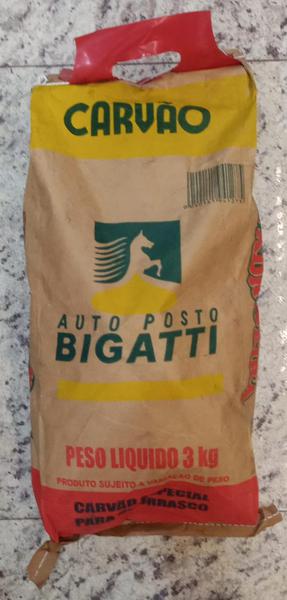 CARVÃO
AUTO POSTO
BIGATTI
PESO LIQUIDO 3 kg
PRODUTO SUJEITO A VARIAÇÃO DE PESO
ESPECIAL
CARVÃO
PARA CHURRASCO